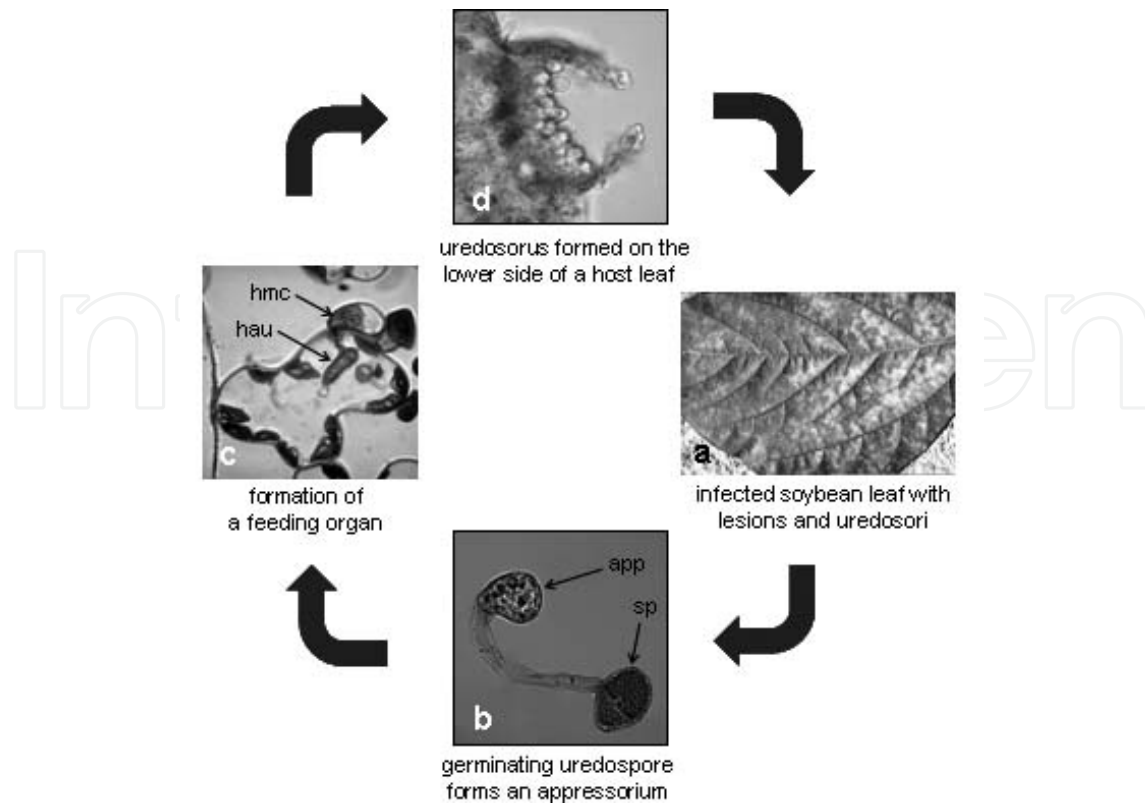 d
uredosorus formed on the
lower side of a host leaf
hmc
hau
c
formation of
a feeding organ
a
infected soybean leaf with
lesions and uredosori
app
sp
b
germinating uredospore
forms an appressorium